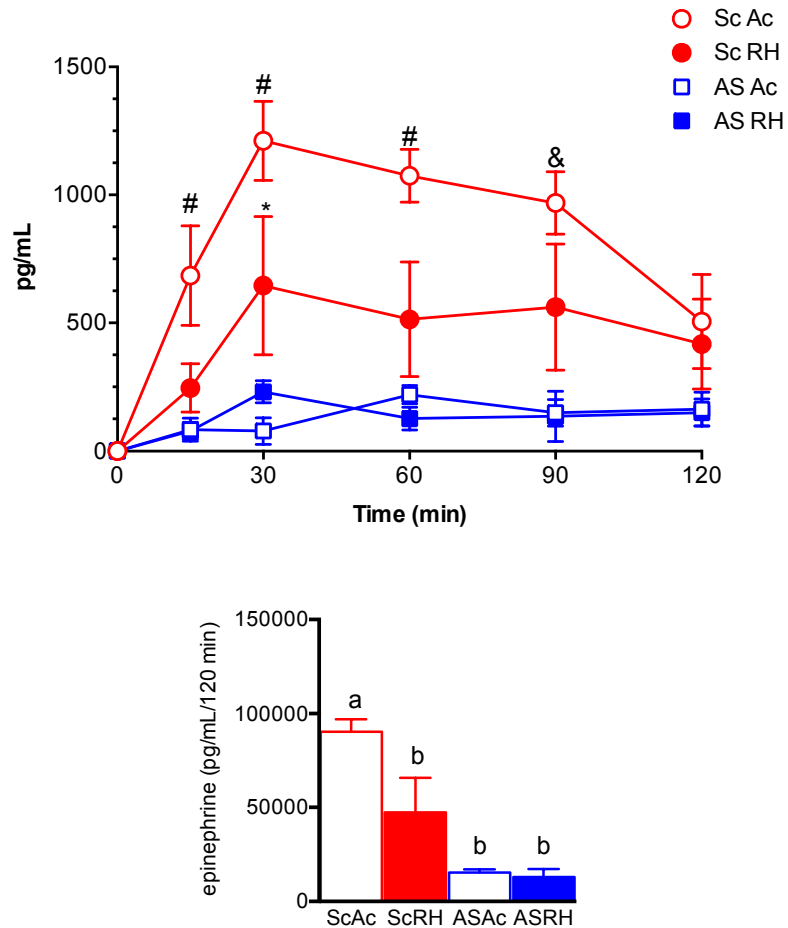 Sc Ac
Sc RH
AS Ac
AS RH
1500
1000
500
0
pg/mL
#
#
#
&
*
0 30 60 90 120
Time (min)
150000
100000
50000
0
epinephrine (pg/mL/120 min)
a
b
b b
ScAc ScRH ASAc ASRH